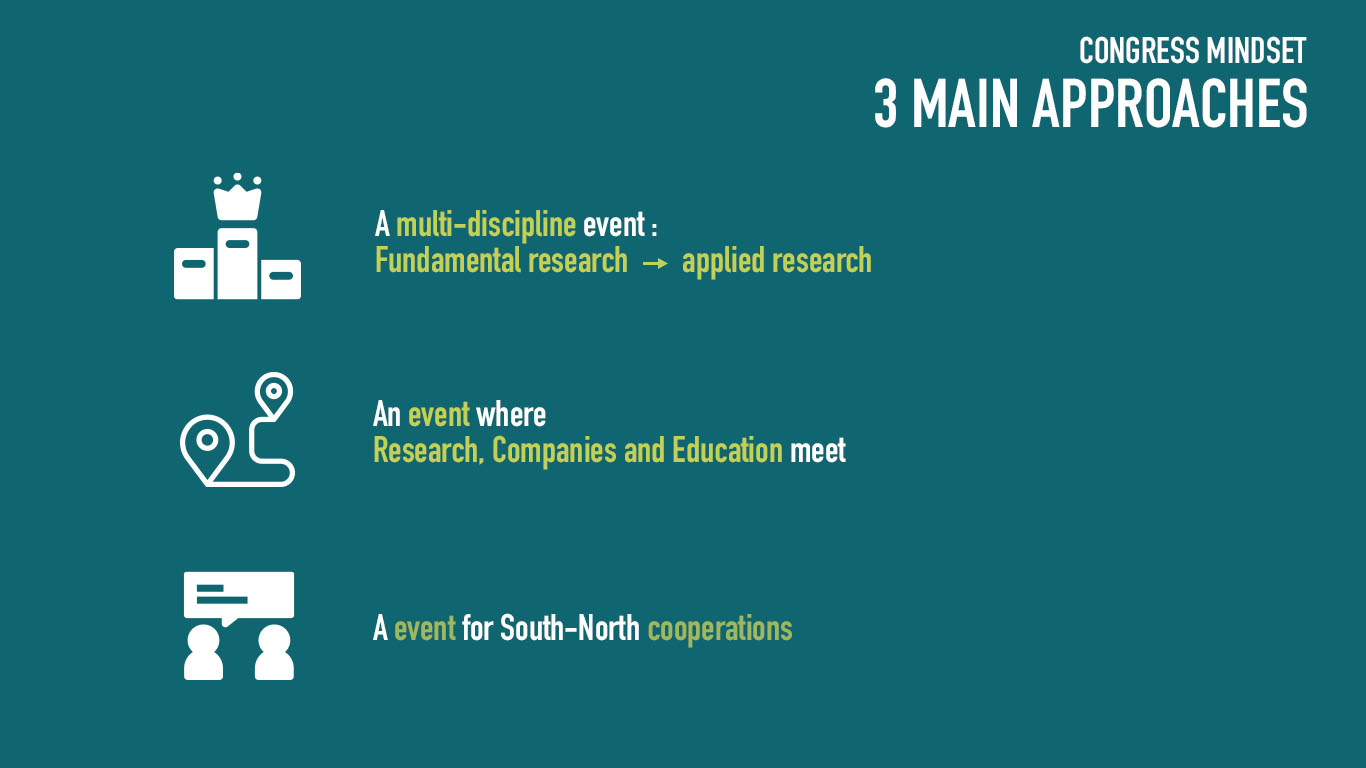 CONGRESS MINDSET
3 MAIN APPROACHES
A multi-discipline event :
Fundamental research → applied research
An event where
Research, Companies and Education meet
A event for South-North cooperations